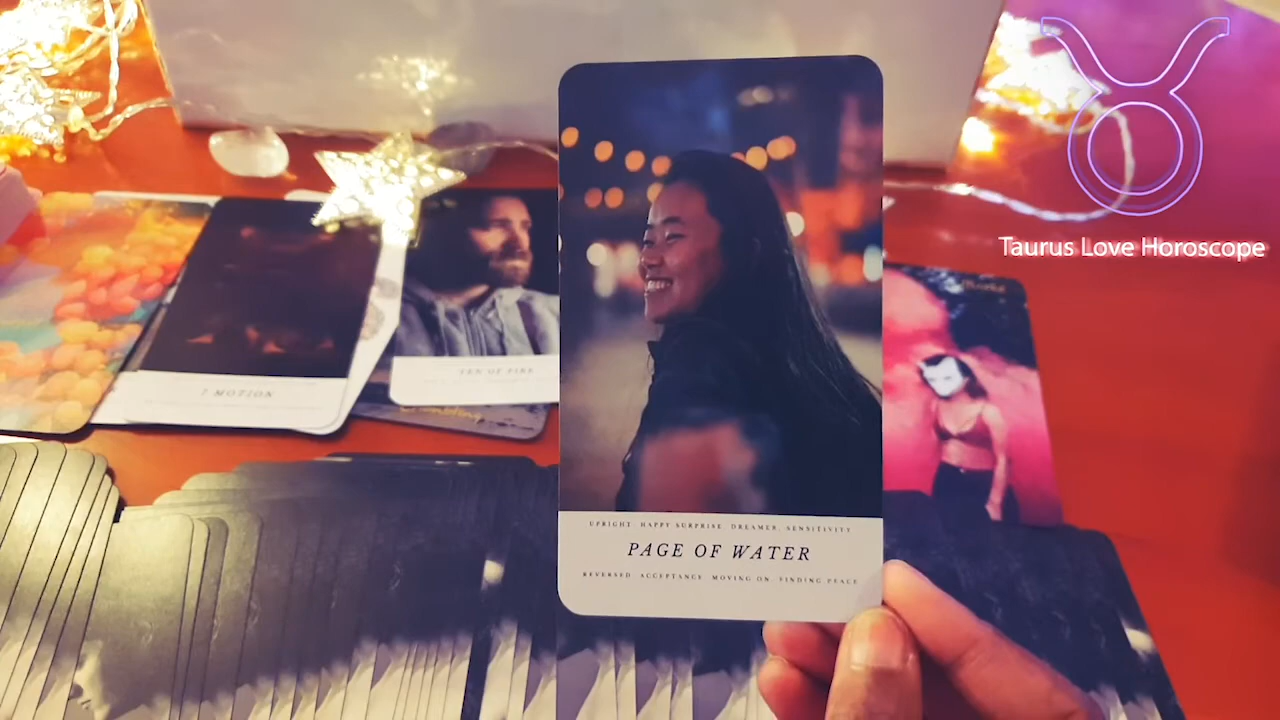 Taurus Love Horoscope
7 MOTION
TEN OF FIRE
UPRIGHT: HAPPY SURPRISE, DREAMER, SENSITIVITY
PAGE OF WATER
REVERSED: ACCEPTANCE, MOVING ON, FINDING PEACE